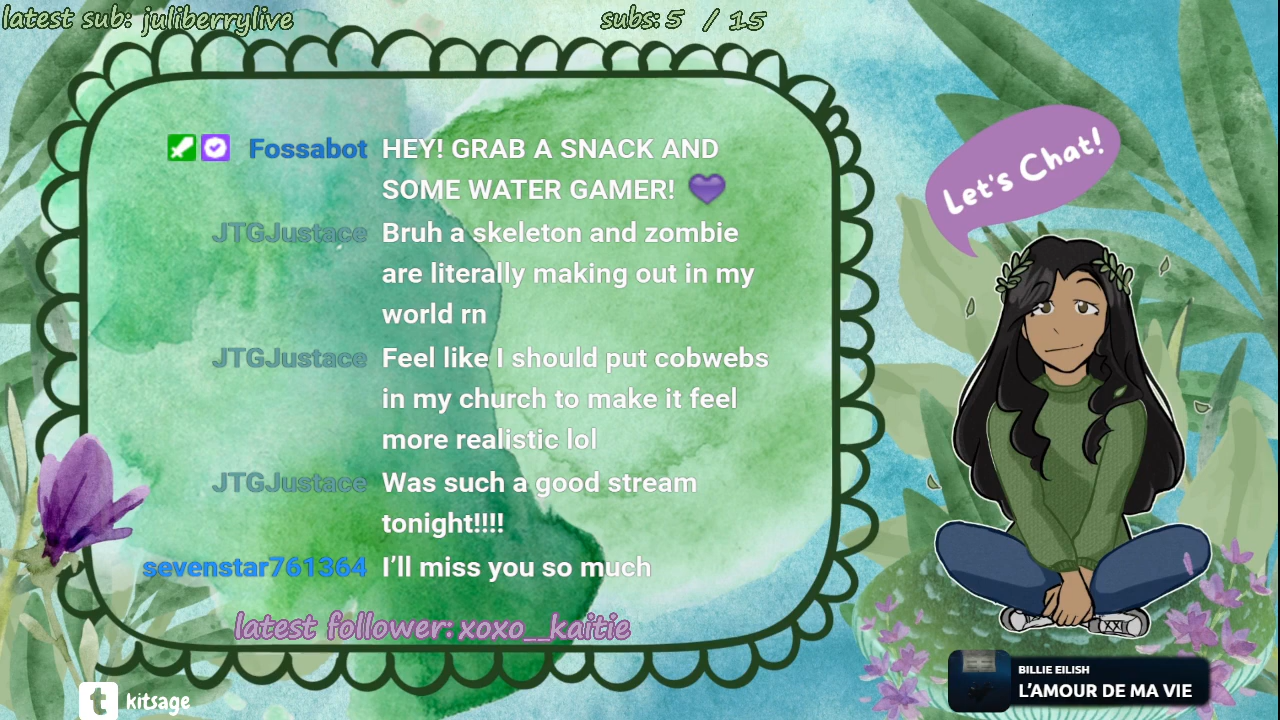 latest sub: juliberrylive
subs: 5 / 15
Let's Chat!
Fossabot HEY! GRAB A SNACK AND
SOME WATER GAMER! 💜
JTGJustace Bruh a skeleton and zombie
are literally making out in my
world rn
JTGJustace Feel like I should put cobwebs
in my church to make it feel
more realistic lol
JTGJustace Was such a good stream
tonight!!!!
sevenstar761364 I’ll miss you so much
latest follower: xoxo__kaitie
t kitsage
BILLIE EILISH
L’AMOUR DE MA VIE